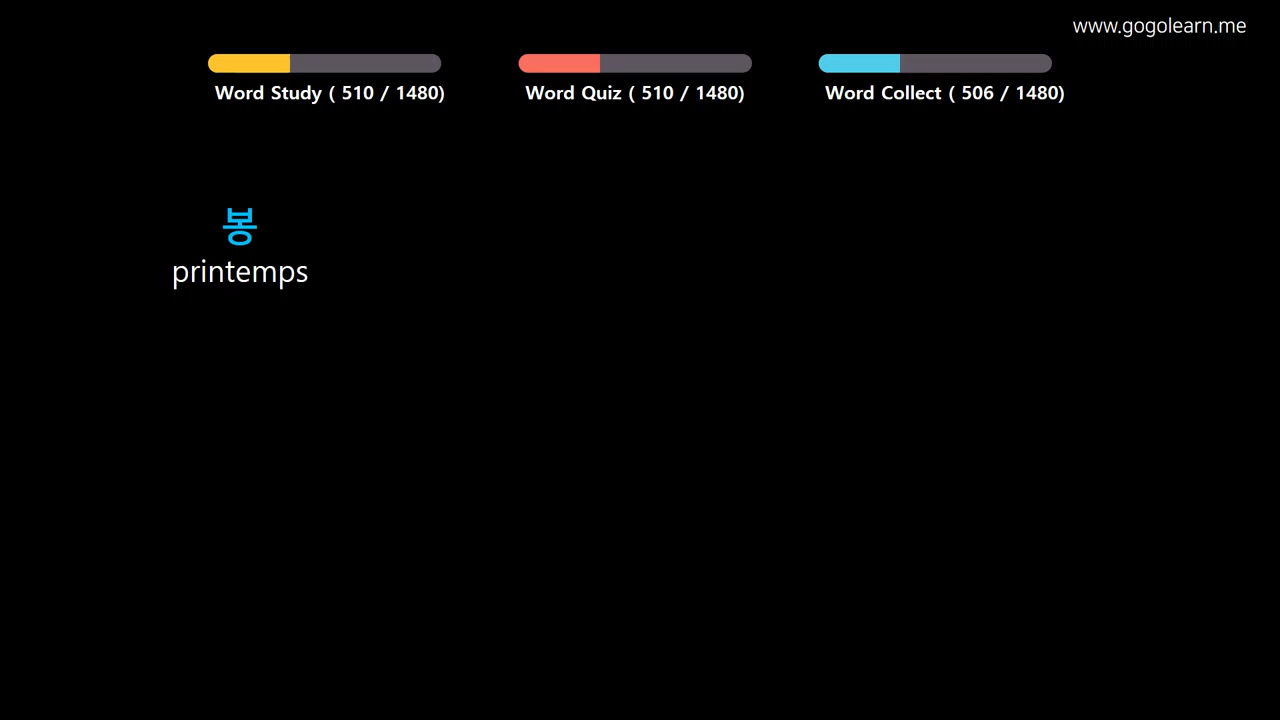 www.gogolearn.me
Word Study ( 510 / 1480)
Word Quiz ( 510 / 1480)
Word Collect ( 506 / 1480)
봉
printemps